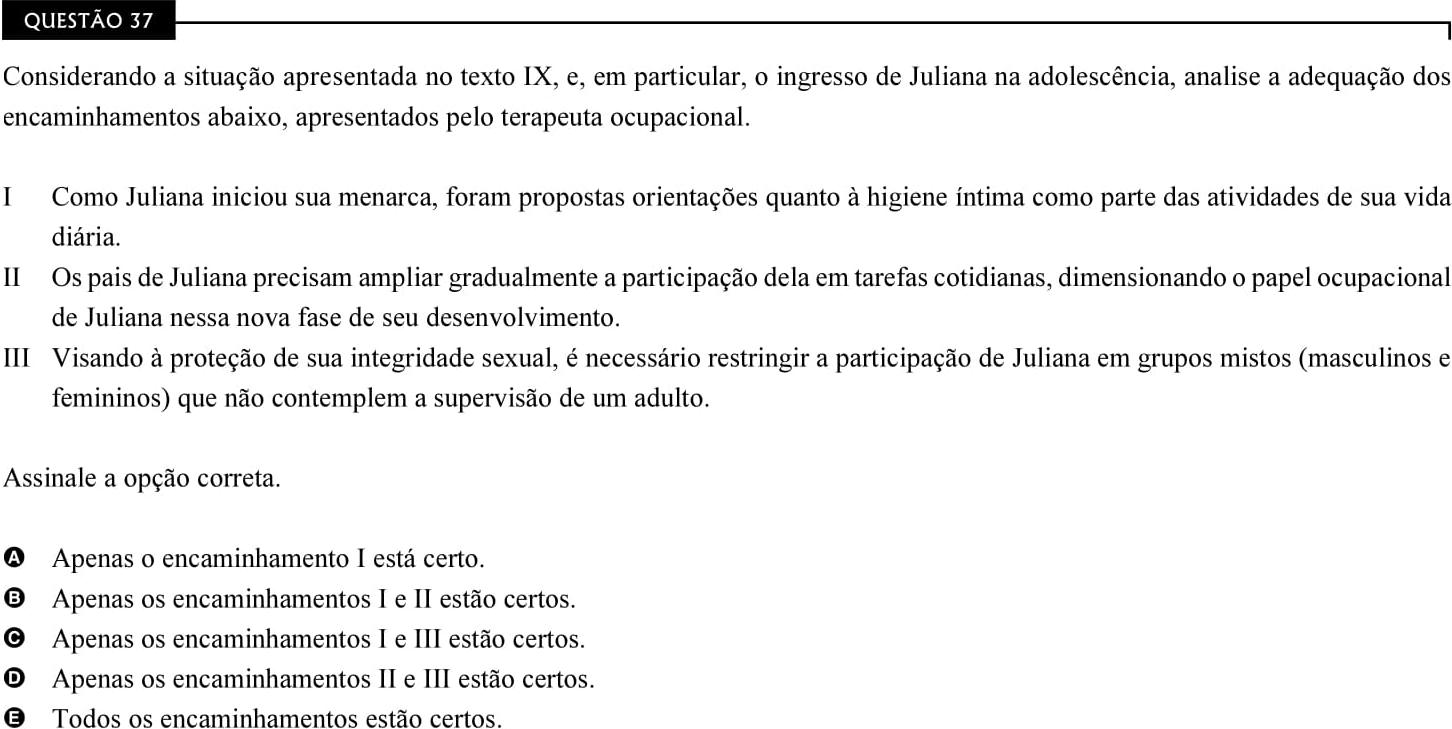 QUESTÃO 37
Considerando a situação apresentada no texto IX, e, em particular, o ingresso de Juliana na adolescência, analise a adequação dos
encaminhamentos abaixo, apresentados pelo terapeuta ocupacional.
I Como Juliana iniciou sua menarca, foram propostas orientações quanto à higiene íntima como parte das atividades de sua vida
diária.
II Os pais de Juliana precisam ampliar gradualmente a participação dela em tarefas cotidianas, dimensionando o papel ocupacional
de Juliana nessa nova fase de seu desenvolvimento.
III Visando à proteção de sua integridade sexual, é necessário restringir a participação de Juliana em grupos mistos (masculinos e
femininos) que não contemplem a supervisão de um adulto.
Assinale a opção correta.
A Apenas o encaminhamento I está certo.
B Apenas os encaminhamentos I e II estão certos.
C Apenas os encaminhamentos I e III estão certos.
D Apenas os encaminhamentos II e III estão certos.
E Todos os encaminhamentos estão certos.